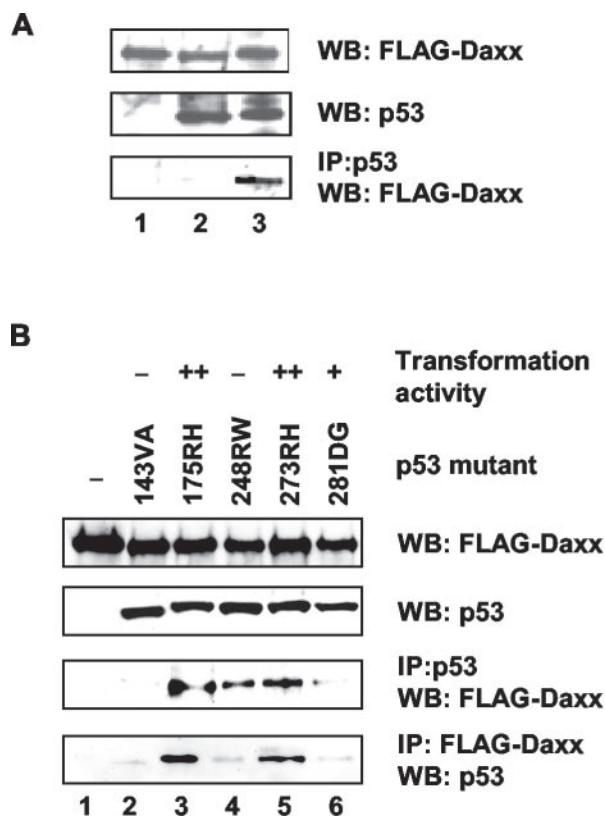 A
WB: FLAG-Daxx
WB: p53
IP:p53
WB: FLAG-Daxx
1 2 3
B
– ++ – ++ + Transformation
activity
– 143VA 175RH 248RW 273RH 281DG p53 mutant
WB: FLAG-Daxx
WB: p53
IP:p53
WB: FLAG-Daxx
IP: FLAG-Daxx
WB: p53
1 2 3 4 5 6